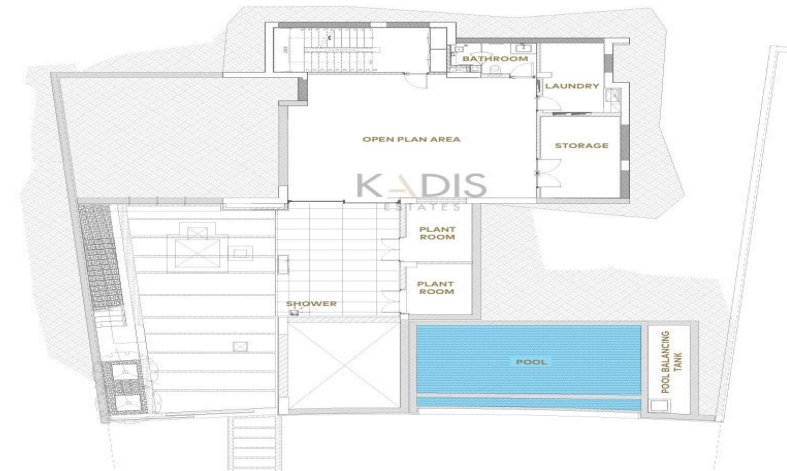 BATHROOM
LAUNDRY
OPEN PLAN AREA
STORAGE
KADIS
ESTATES
PLANT
ROOM
PLANT
ROOM
SHOWER
POOL
POOL BALANCING
TANK